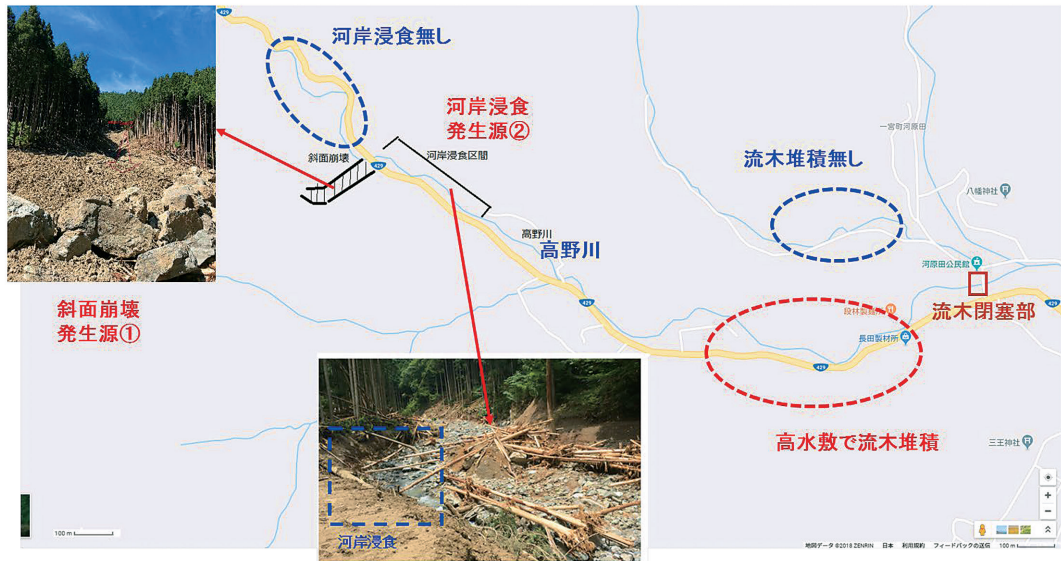 429
河岸浸食無し
河岸浸食
発生源②
斜面崩壊
河岸浸食区間
429
一宮町河原田
流木堆積無し
八幡神社
高野川
高野川
河原田公民館
斜面崩壊
発生源①
流木閉塞部
429
429
長田製材所
429
高水敷で流木堆積
三王神社
河岸浸食
100 m
地図データ ©2018 ZENRIN 日本 利用規約 フィードバックの送信 100 m